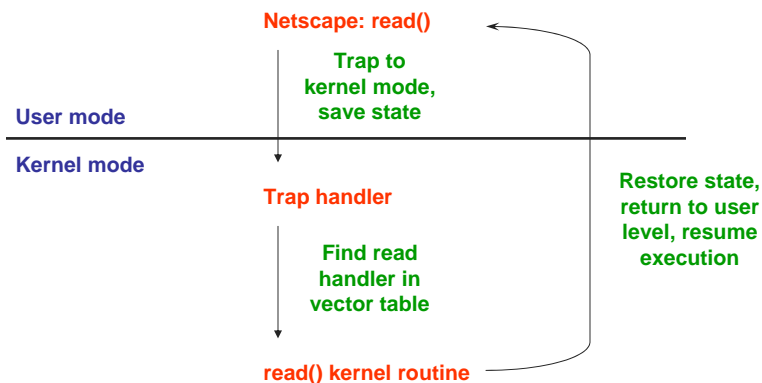 Netscape: read()
Trap to
kernel mode,
save state
User mode
Kernel mode
Trap handler
Restore state,
return to user
level, resume
execution
Find read
handler in
vector table
read() kernel routine